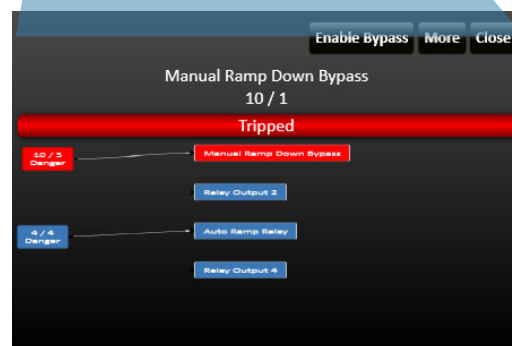 Enable Bypass More Close
Manual Ramp Down Bypass
10 / 1
Tripped
10 / 3
Danger
Manual Ramp Down Bypass
Relay Output 2
4 / 4
Danger
Auto Ramp Relay
Relay Output 4